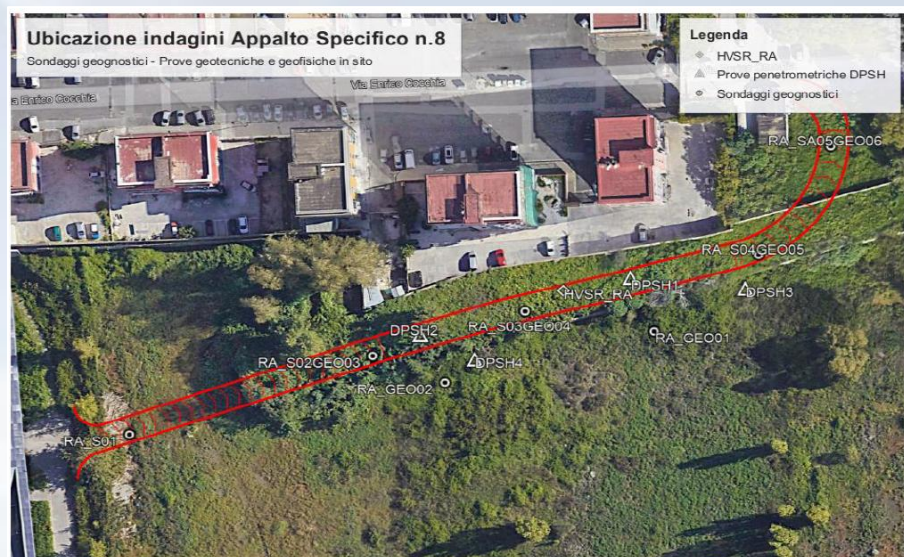 Ubicazione indagini Appalto Specifico n.8
Sondaggi geognostici - Prove geotecniche e geofisiche in sito
Legenda
HVSR_RA
Prove penetrometriche DPSH
Sondaggi geognostici
Via Enrico Cocchia
Via Enrico Cocchia
RA_SA05GEO06
RA_S04GEO05
DPSH1
HVSR_RA
DPSH3
RA_S03GEO04
DPSH2
RA_GEO01
RA_S02GEO03
DPSH4
RA_GEO02
RA_S01